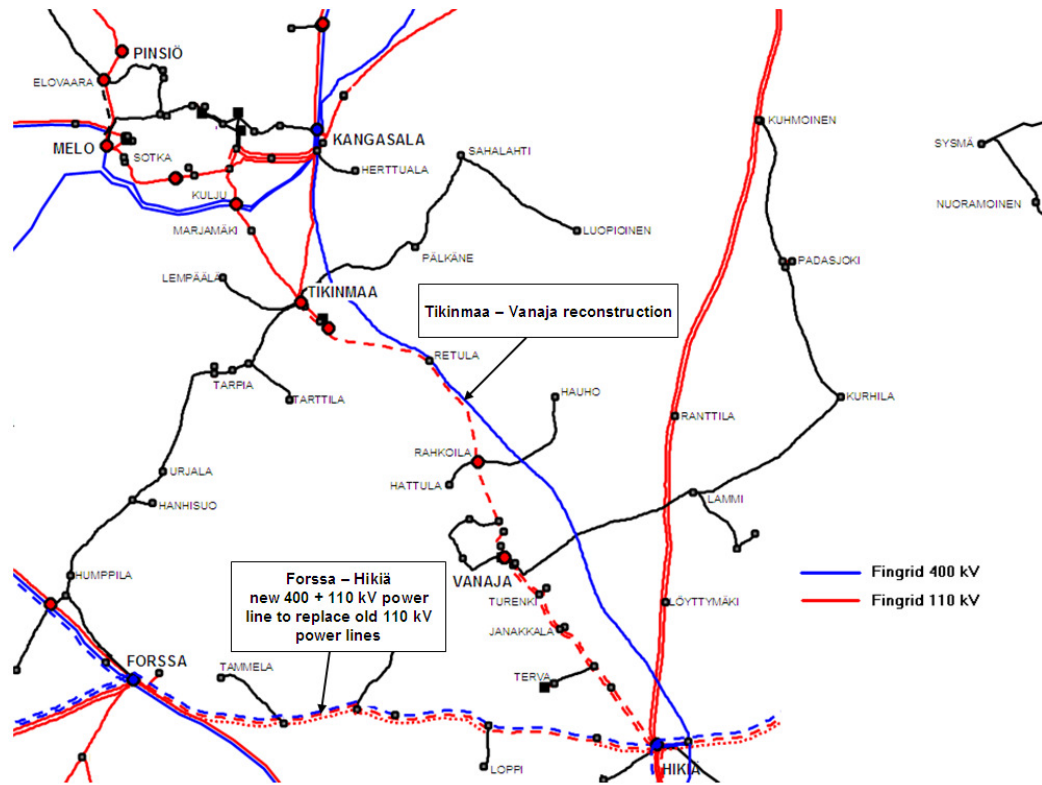 PINSIÖ
ELOVAARA
KUHMOINEN
KANGASALA
MELO
SOTKA
SYSMÄ
SAHALAHTI
HERTTUALA
KULJU
NUORAMOINEN
MARJAMÄKI
LUOPIOINEN
PÄLKÄNE
PADASJOKI
LEMPÄÄLÄ
TIKINMAA
Tikinmaa – Vanaja reconstruction
RETULA
TARPIA
TARTTILA
HAUHO
KURHILA
RANTTILA
RAHKOILA
URJALA
HATTULA
LAMMI
HANHISUO
HUMPPILA
Forssa – Hikiä
new 400 + 110 kV power
line to replace old 110 kV
power lines
VANAJA
Fingrid 400 kV
TURENKI
LÖYTTYMÄKI
Fingrid 110 kV
JANAKKALA
FORSSA
TAMMELA
TERVA
LOPPI
HIKIÄ